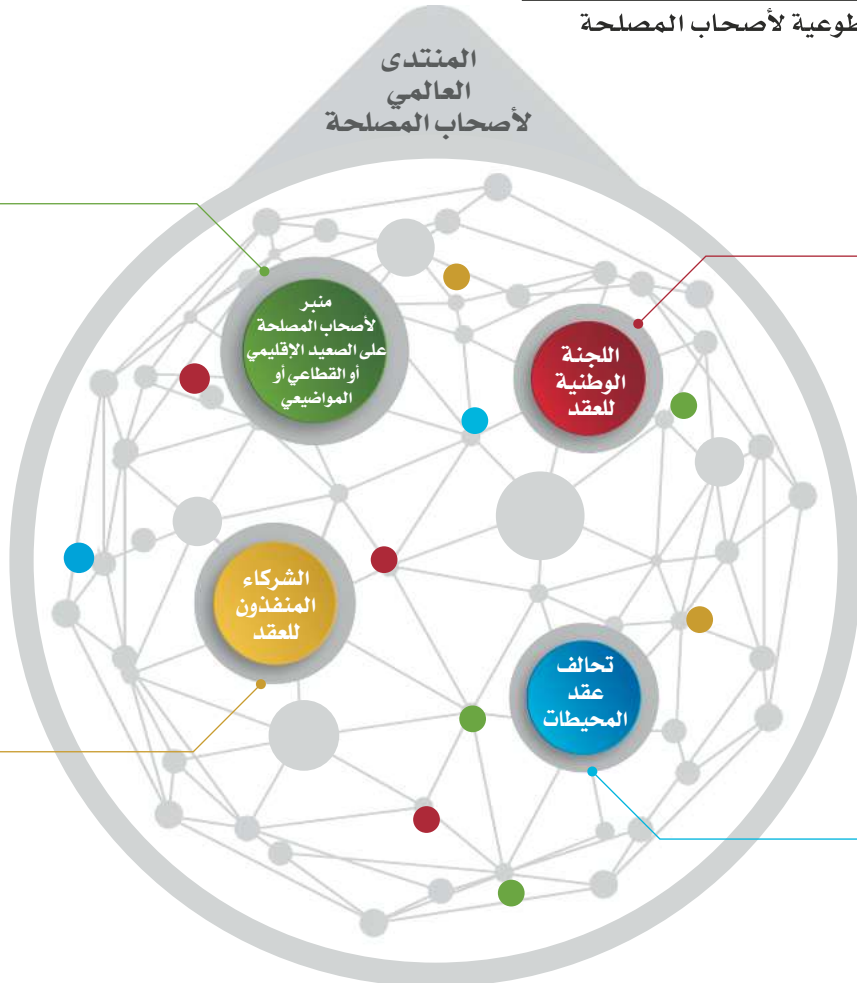 لأصحاب المصلحة
المنتدى
العالمي
لأصحاب المصلحة
منبر
لأصحاب المصلحة
على الصعيد الإقليمي
أو القطاعي أو
المواضيعي
اللجنة
الوطنية
للعقد
الشركاء
المنفذون
للعقد
تحالف
عقد
المحيطات